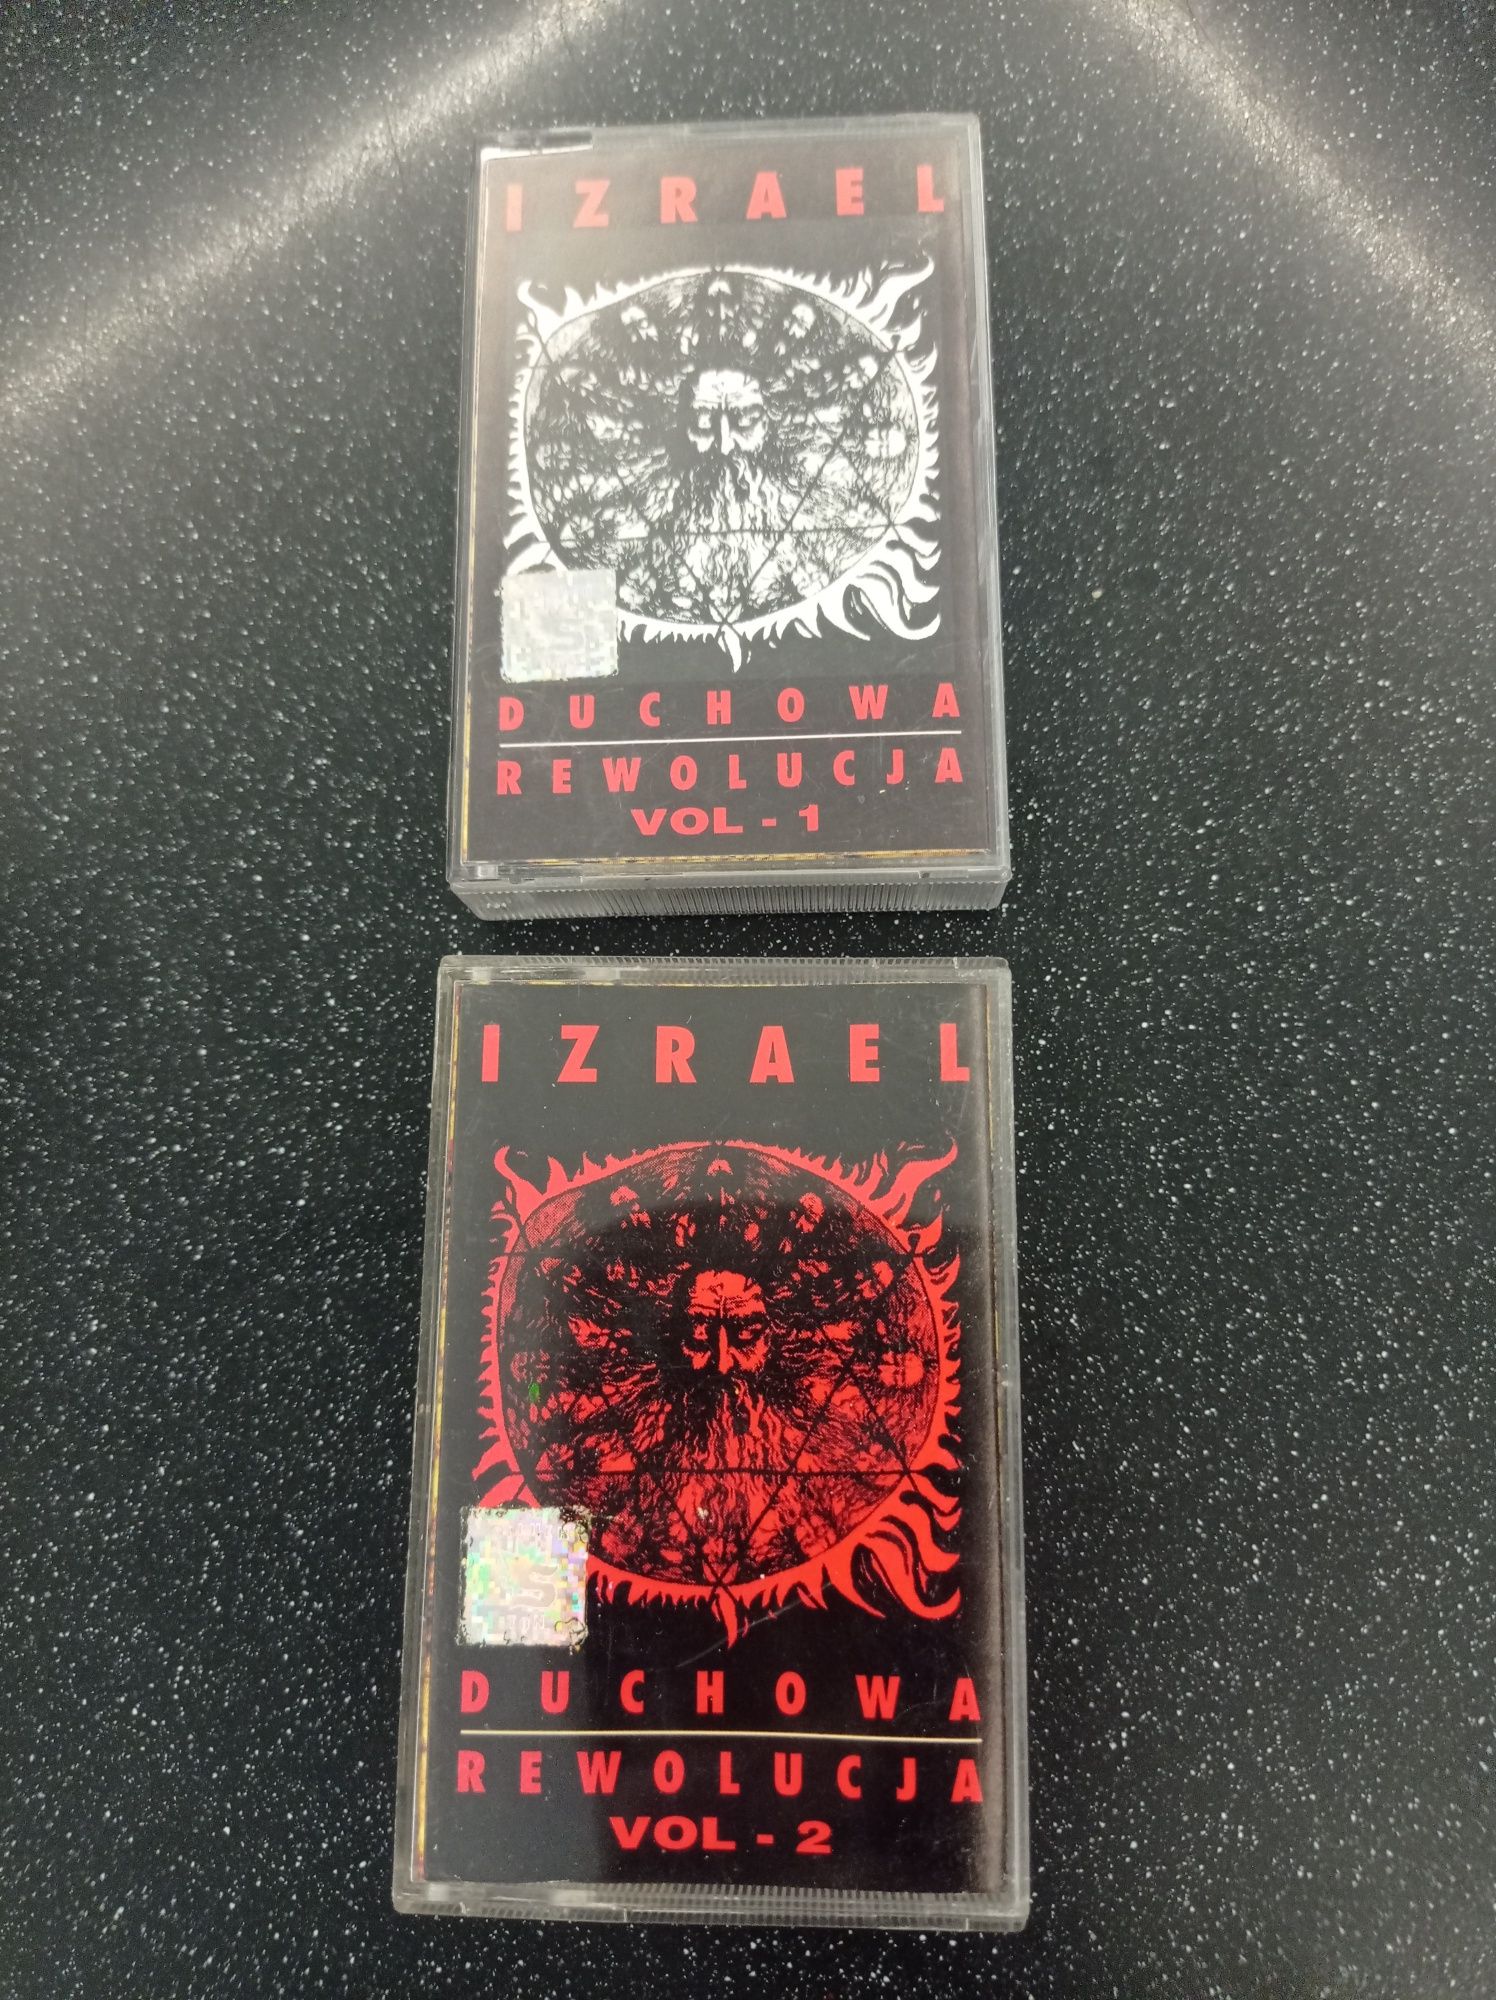 IZRAEL
DUCHOWA
REWOLUCJA
VOL - 1
IZRAEL
DUCHOWA
REWOLUCJA
VOL - 2